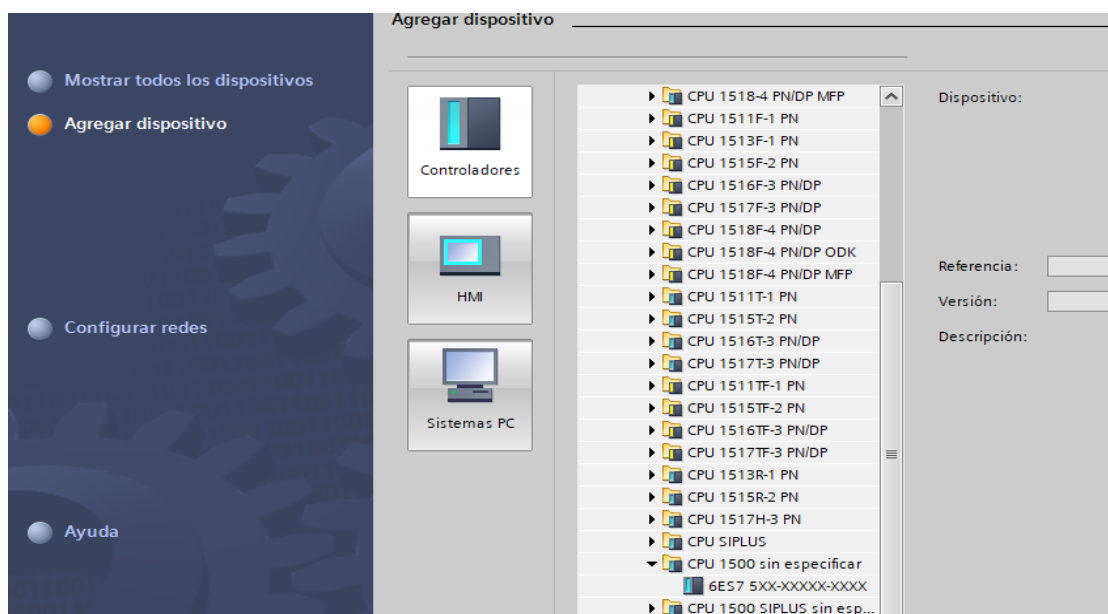 Agregar dispositivo
Mostrar todos los dispositivos
Agregar dispositivo
Configurar redes
Ayuda
Controladores
HMI
Sistemas PC
CPU 1518-4 PN/DP MFP
CPU 1511F-1 PN
CPU 1513F-1 PN
CPU 1515F-2 PN
CPU 1516F-3 PN/DP
CPU 1517F-3 PN/DP
CPU 1518F-4 PN/DP
CPU 1518F-4 PN/DP ODK
CPU 1518F-4 PN/DP MFP
CPU 1511T-1 PN
CPU 1515T-2 PN
CPU 1516T-3 PN/DP
CPU 1517T-3 PN/DP
CPU 1511TF-1 PN
CPU 1515TF-2 PN
CPU 1516TF-3 PN/DP
CPU 1517TF-3 PN/DP
CPU 1513R-1 PN
CPU 1515R-2 PN
CPU 1517H-3 PN
CPU SIPLUS
CPU 1500 sin especificar
6ES7 5XX-XXXXX-XXXX
CPU 1500 SIPLUS sin esp...
Dispositivo:
Referencia:
Versión:
Descripción: